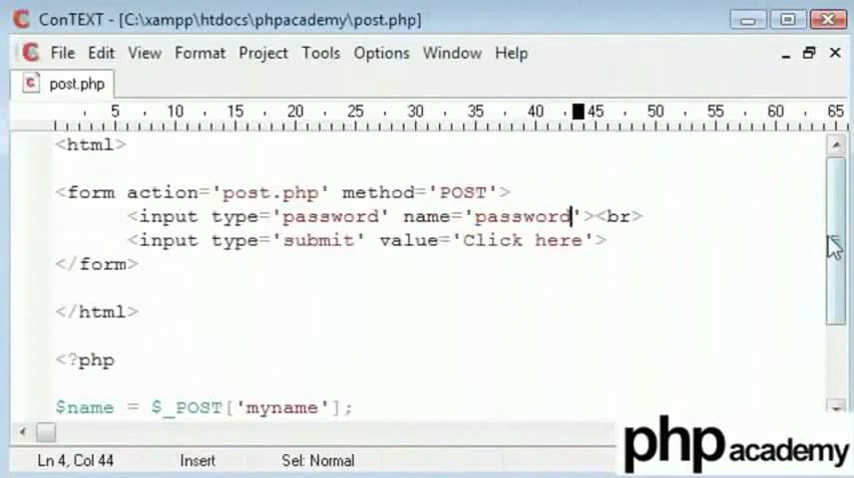 ConTEXT - [C:\xampp\htdocs\phpacademy\post.php]
File Edit View Format Project Tools Options Window Help
post.php
5 10 15 20 25 30 35 40 45 50 55 60 65
<html>
<form action='post.php' method='POST'>
<input type='password' name='password'><br>
<input type='submit' value='Click here'>
</form>
</html>
<?php
$name = $_POST['myname'];
Ln 4, Col 44 Insert Sel: Normal
php academy